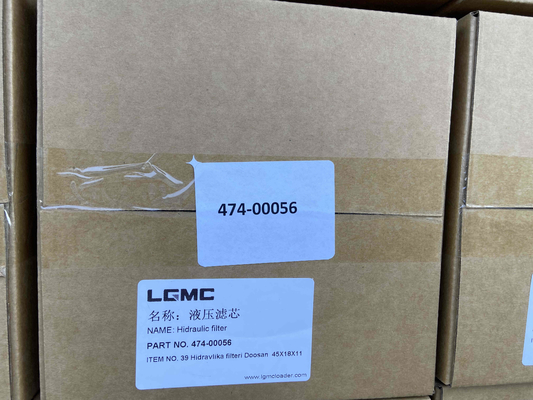 474-00056
LGMC
名称：液压滤芯
NAME: Hidraulic filter
PART NO. 474-00056
ITEM NO. 39 Hidravlika filteri Doosan 45X18X11
www.lgmcloader.com